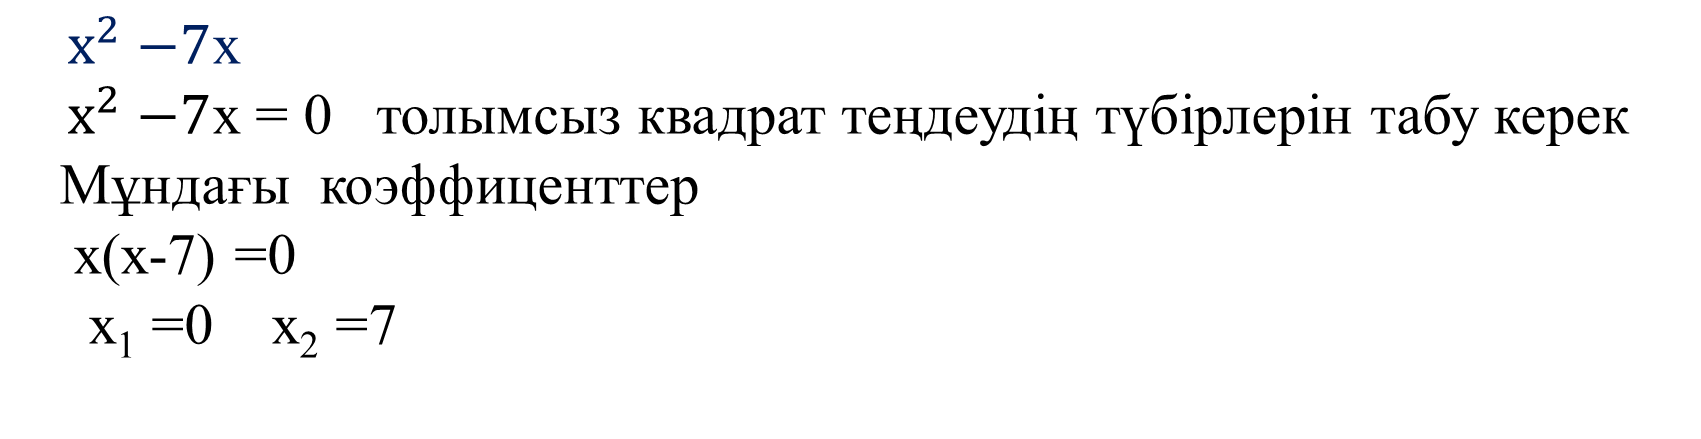 x² −7x
x² −7x = 0 толымсыз квадрат теңдеудің түбірлерін табу керек
Мұндағы коэффиценттер
x(x-7) =0
x₁ =0 x₂ =7